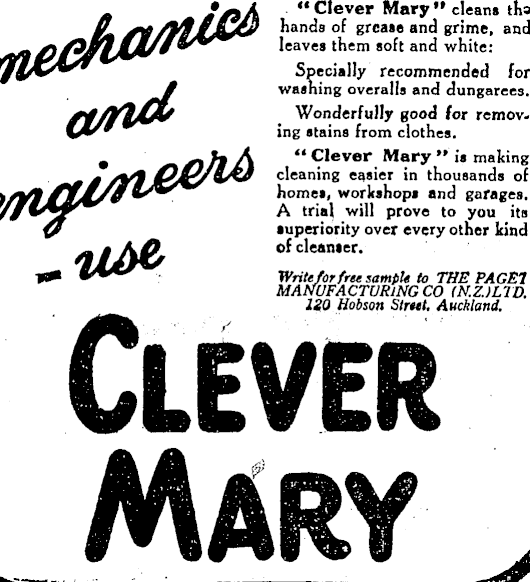 mechanics
and
engineers
- use
"Clever Mary" cleans the
hands of grease and grime, and
leaves them soft and white:
Specially recommended for
washing overalls and dungarees.
Wonderfully good for remov-
ing stains from clothes.
"Clever Mary" is making
cleaning easier in thousands of
homes, workshops and garages.
A trial will prove to you its
superiority over every other kind
of cleanser.
Write for free sample to THE PAGET
MANUFACTURING CO (N.Z.) LTD.
120 Hobson Street, Auckland.
CLEVER
MARY